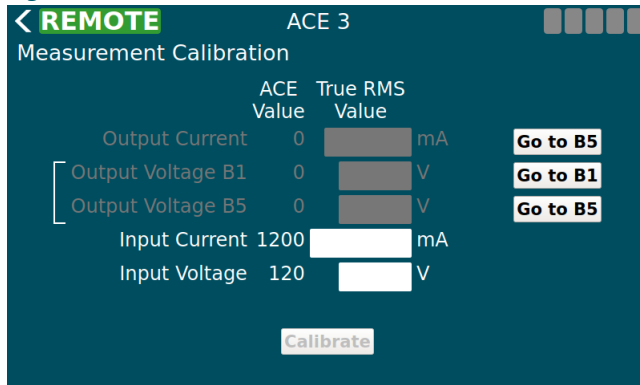 REMOTE ACE 3
Measurement Calibration
ACE Value True RMS Value
Output Current 0 mA Go to B5
Output Voltage B1 0 V Go to B1
Output Voltage B5 0 V Go to B5
Input Current 1200 mA
Input Voltage 120 V
Calibrate